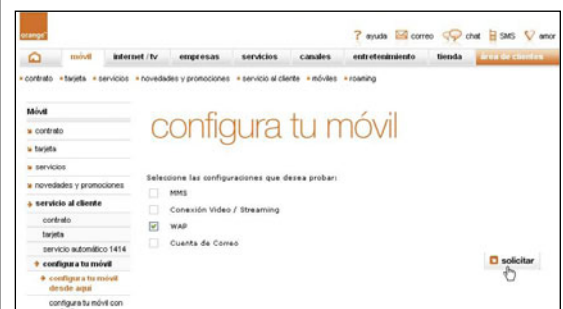 orange
ayuda correo chat SMS amor
móvil internet / tv empresas servicios canales entretenimiento tienda área de clientes
contrato tarjeta servicios novedades y promociones servicio al cliente móviles roaming
Móvil
contrato
tarjeta
servicios
novedades y promociones
servicio al cliente
contrato
tarjeta
servicio automático 1414
configura tu móvil
configura tu móvil
desde aquí
configura tu móvil con
configura tu móvil
Seleccione las configuraciones que desea probar:
MMS
Conexión Video / Streaming
WAP
Cuenta de Correo
solicitar